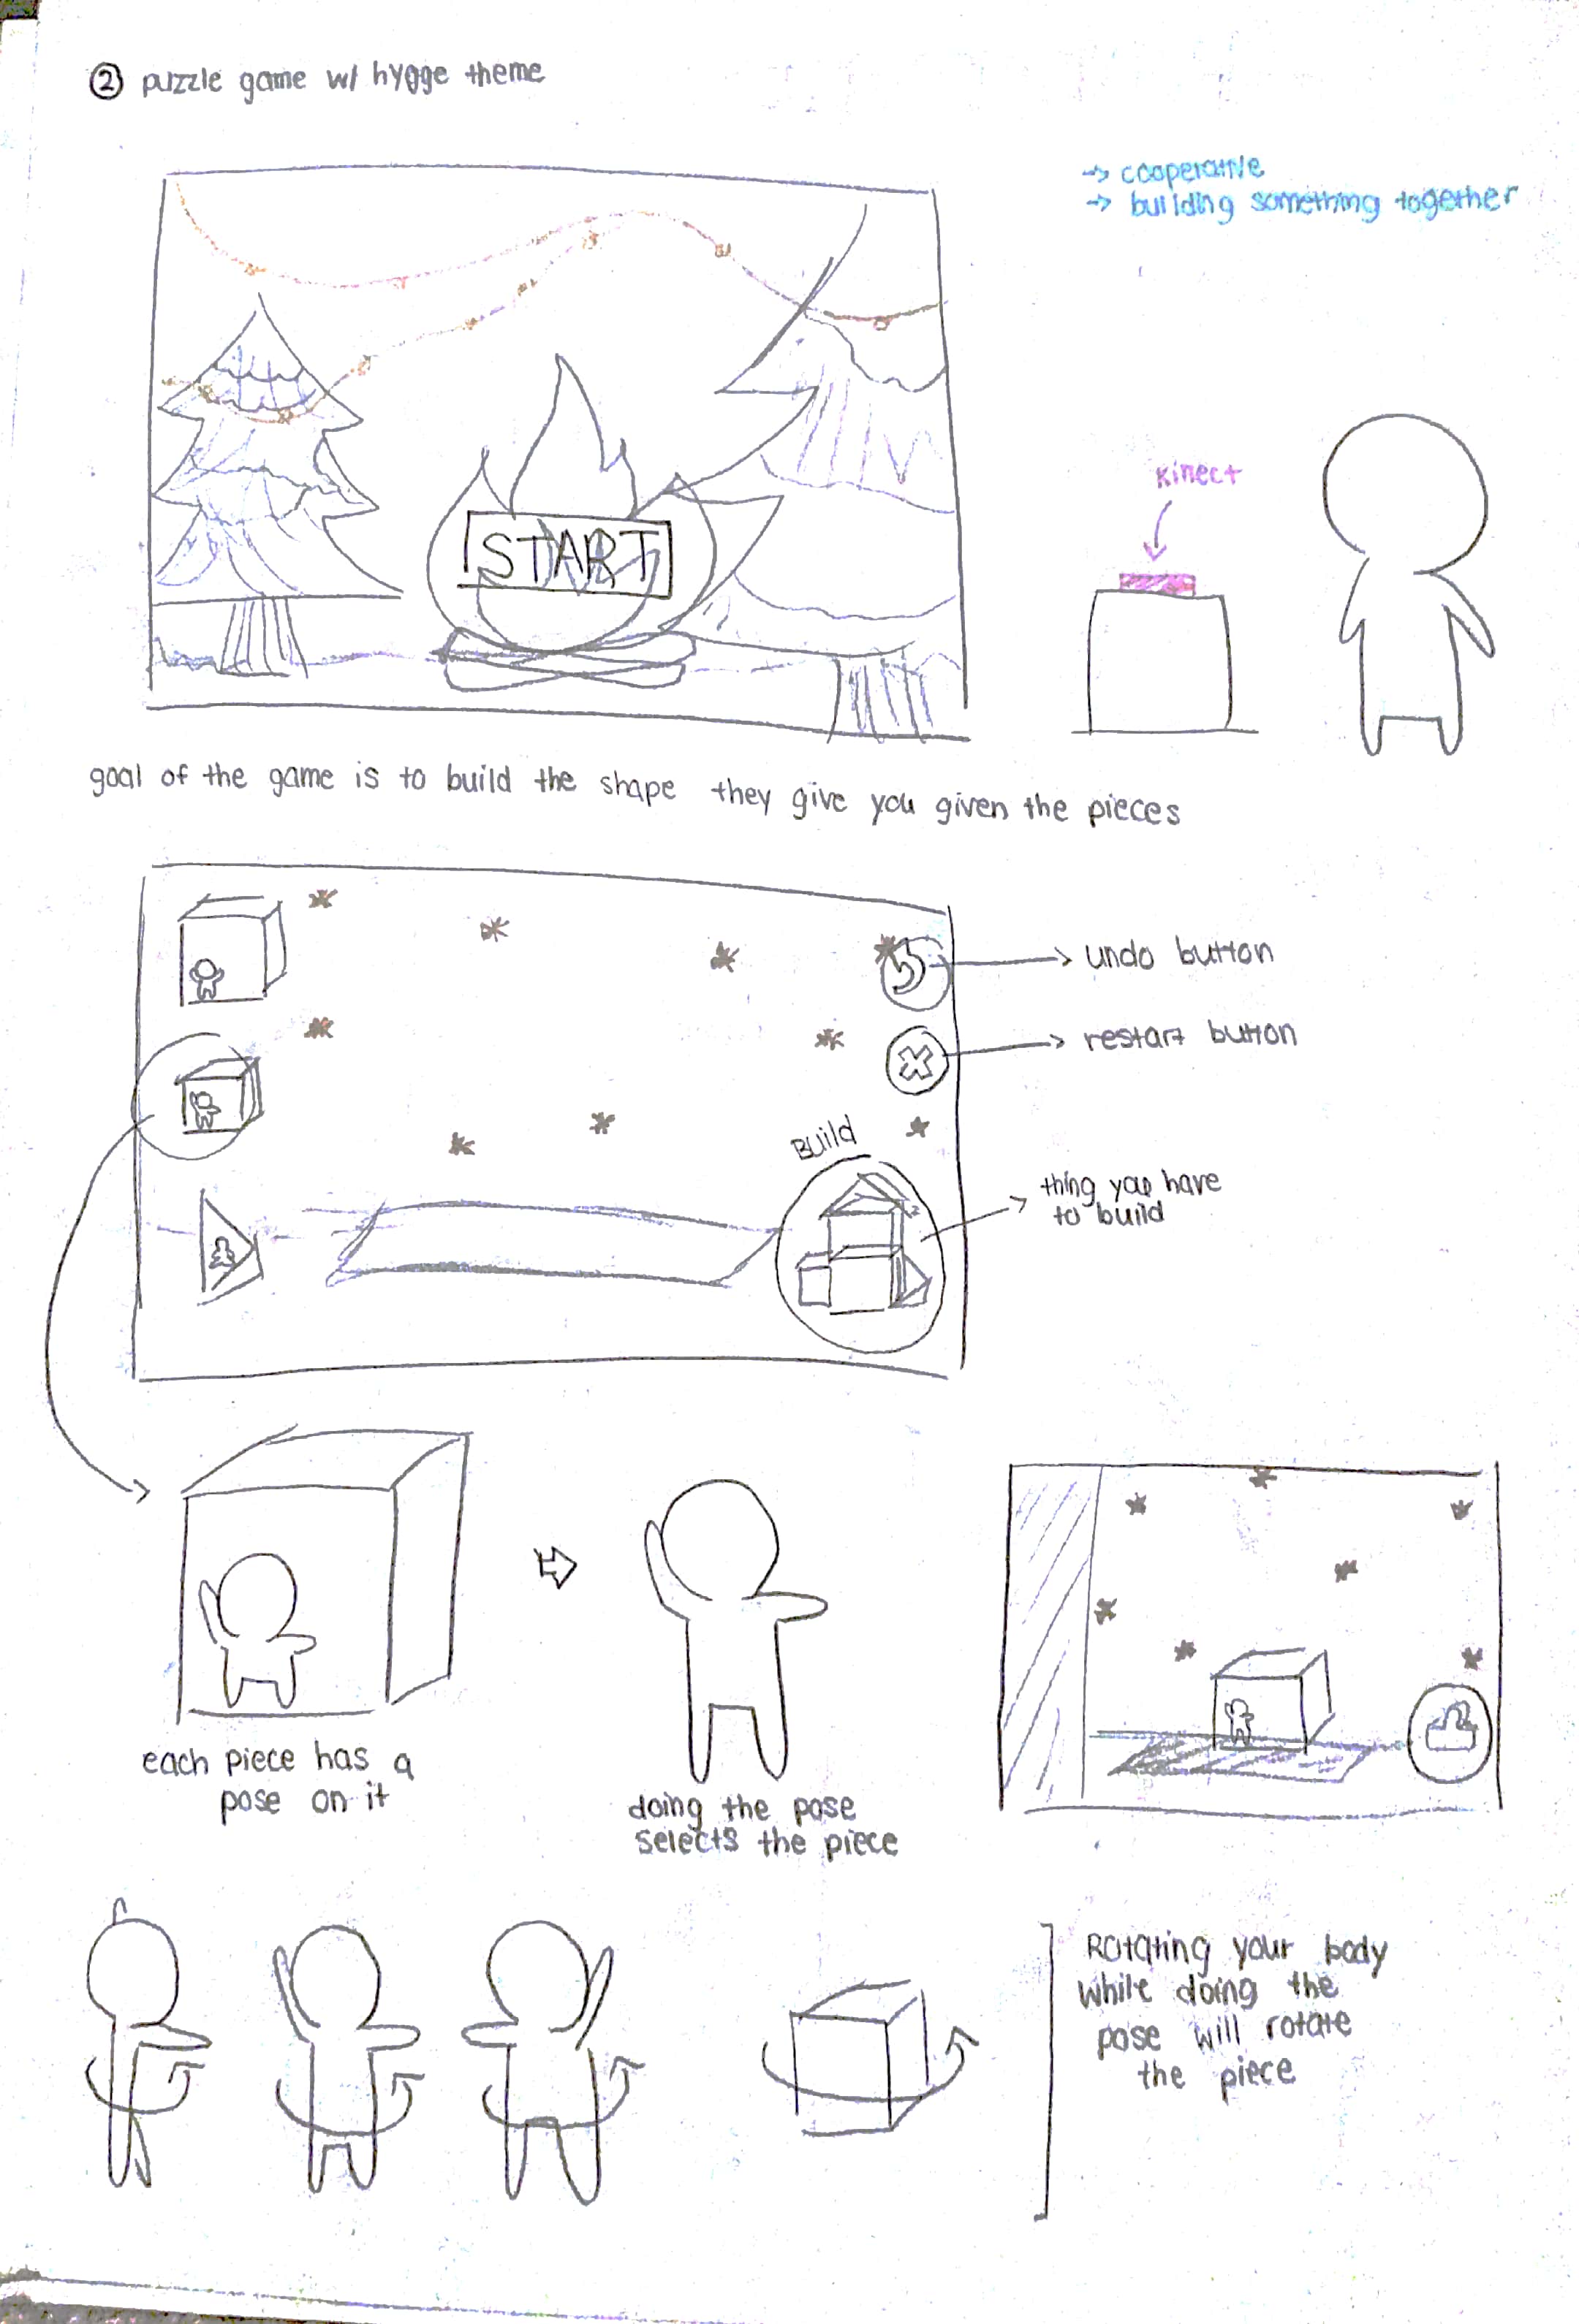 ② puzzle game w/ hygge theme
→ cooperative
→ building something together
Kinect
START
goal of the game is to build the shape they give you given the pieces
→ undo button
→ restart button
Build
thing you have
to build
each piece has a
pose on it
doing the pose
selects the piece
Rotating your body
while doing the
pose will rotate
the piece